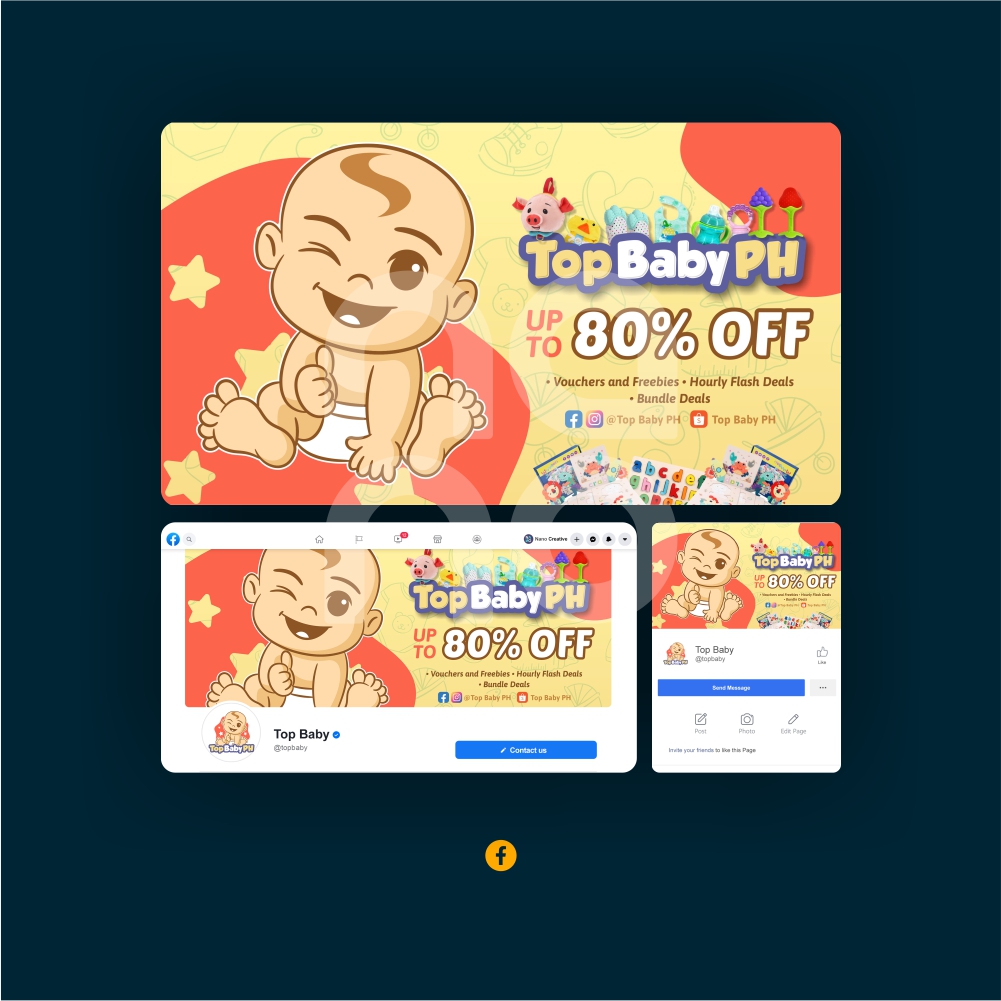 Top Baby PH
UP TO 80% OFF
• Vouchers and Freebies • Hourly Flash Deals
• Bundle Deals
@Top Baby PH Top Baby PH
a b c d e f
g h i j k l
Nano Creative
Top Baby PH
UP TO 80% OFF
• Vouchers and Freebies • Hourly Flash Deals
• Bundle Deals
@Top Baby PH Top Baby PH
Top Baby PH
Top Baby
@topbaby
Contact us
Top Baby PH
UP TO 80% OFF
• Vouchers and Freebies • Hourly Flash Deals
• Bundle Deals
@Top Baby PH Top Baby PH
Top Baby PH
Top Baby
@topbaby
Like
Send Message
Post Photo Edit Page
Invite your friends to like this Page